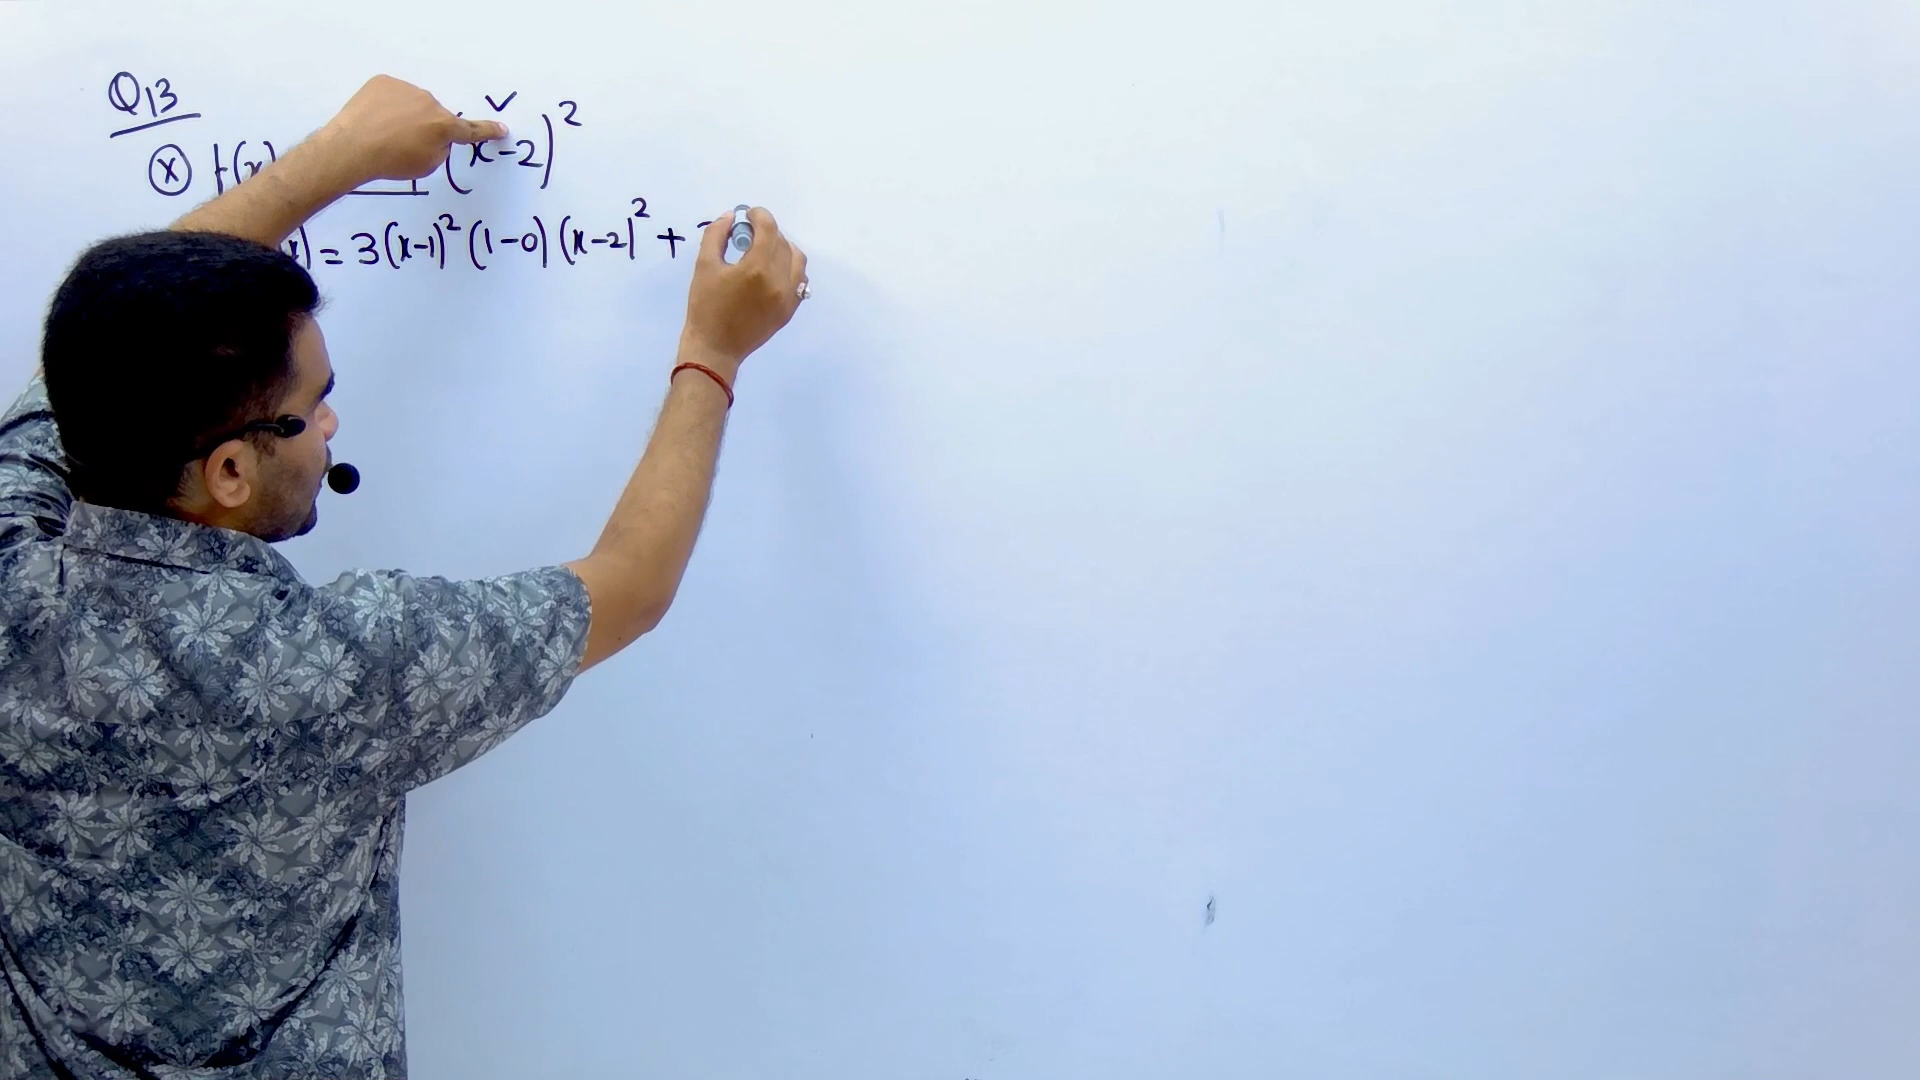 Q13
(x) f(x) (x-2)^2
x) = 3(x-1)^2 (1-0) (x-2)^2 +